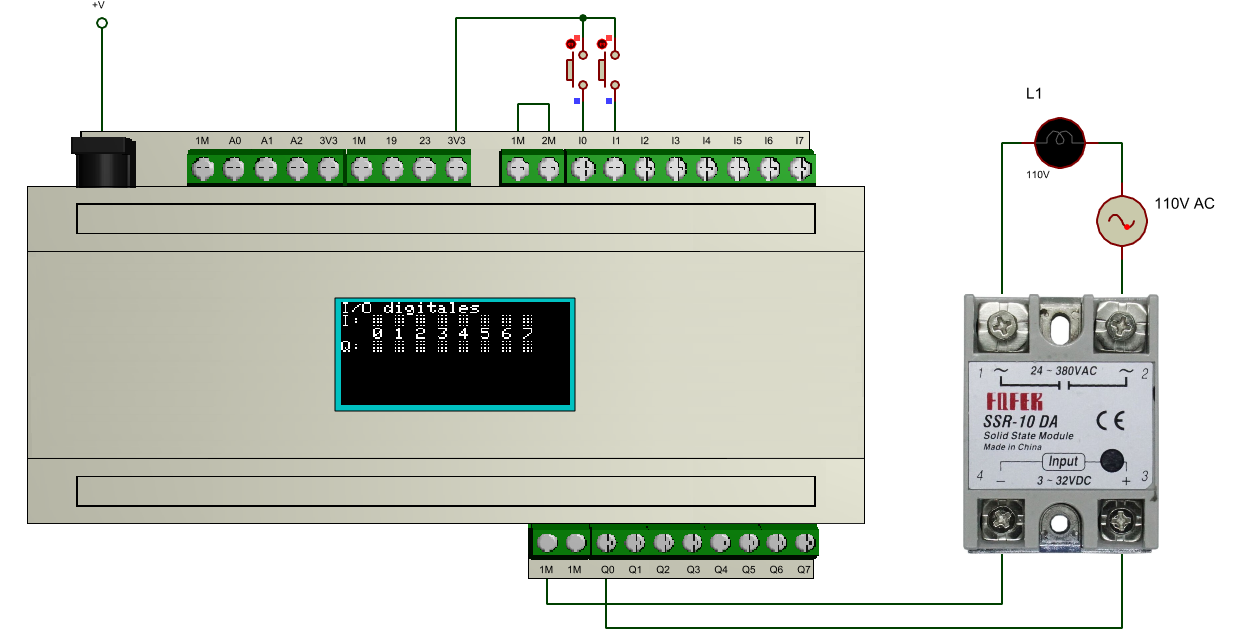 +V
L1
110V
110V AC
1M A0 A1 A2 3V3 1M 19 23 3V3 1M 2M I0 I1 I2 I3 I4 I5 I6 I7
I/O digitales
I:
0 1 2 3 4 5 6 7
Q:
1 24 ~ 380VAC 2
FQFER
SSR-10 DA
CE
Solid State Module
Made in China
4 Input 3
− 3 ~ 32VDC +
1M 1M Q0 Q1 Q2 Q3 Q4 Q5 Q6 Q7